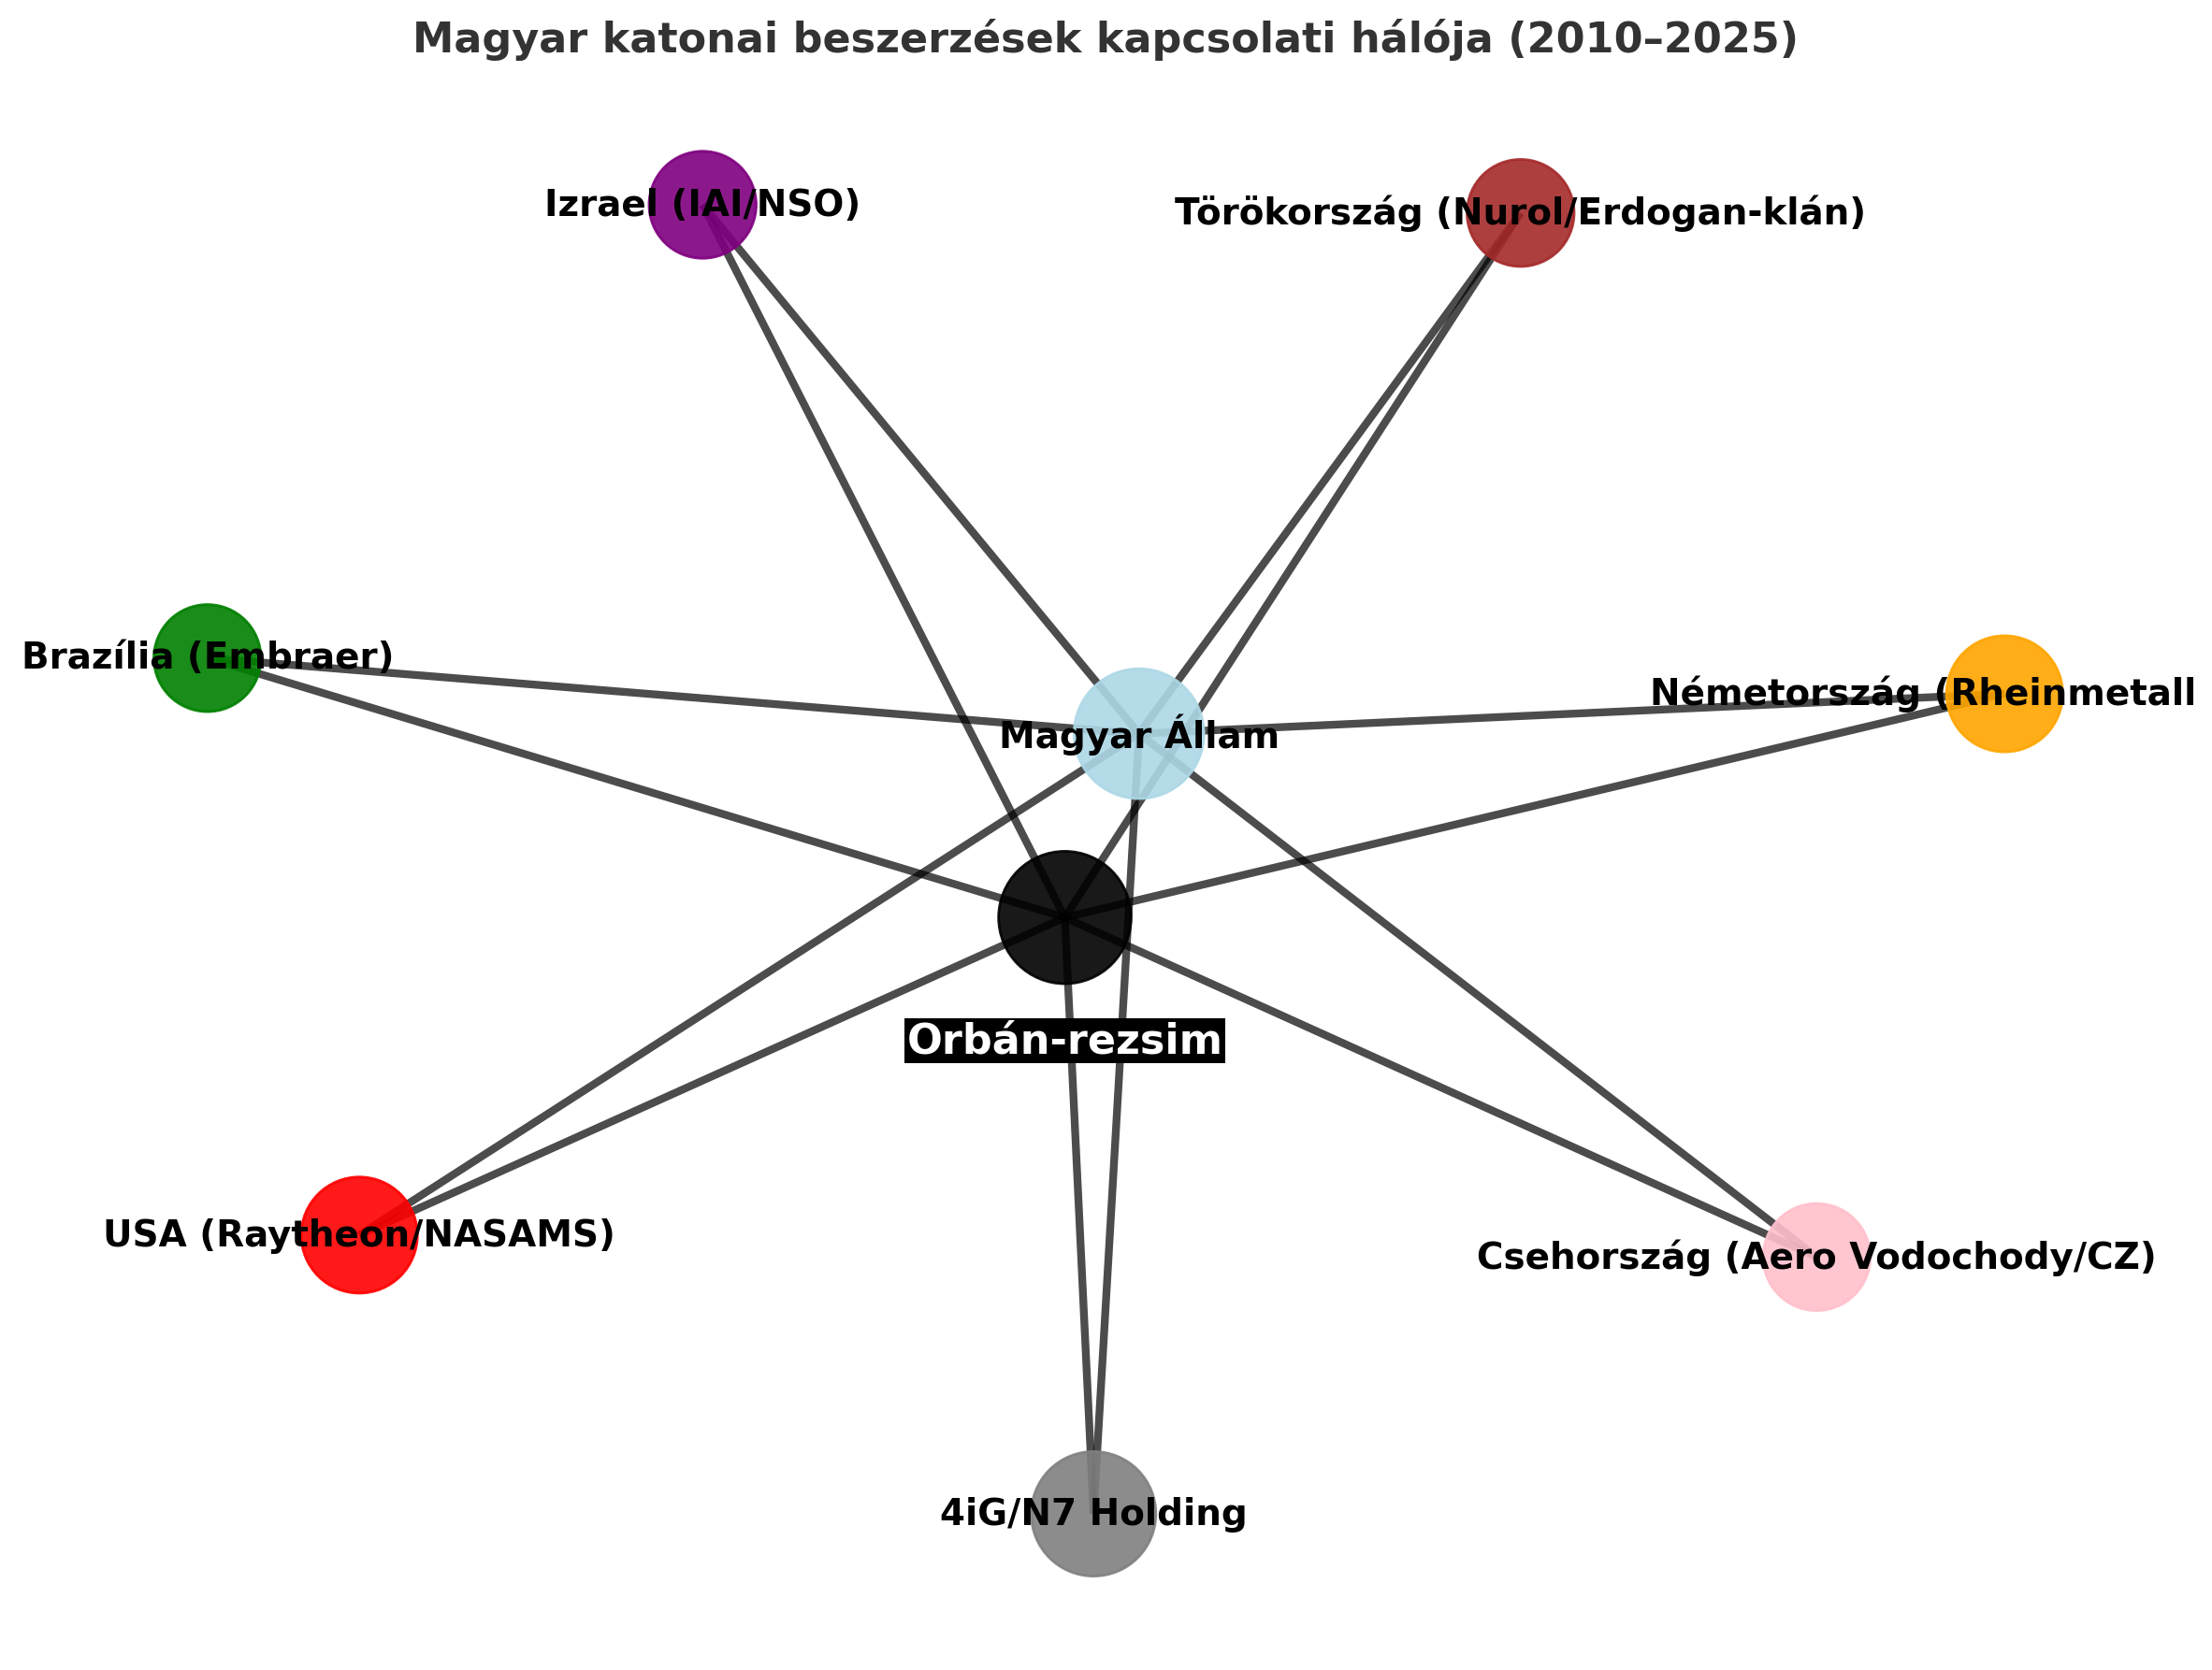 Magyar katonai beszerzések kapcsolati hálója (2010–2025)
Izrael (IAI/NSO)
Törökország (Nurol/Erdogan-klán)
Brazília (Embraer)
Németország (Rheinmetall
Magyar Állam
Orbán-rezsim
USA (Raytheon/NASAMS)
Csehország (Aero Vodochody/CZ)
4iG/N7 Holding